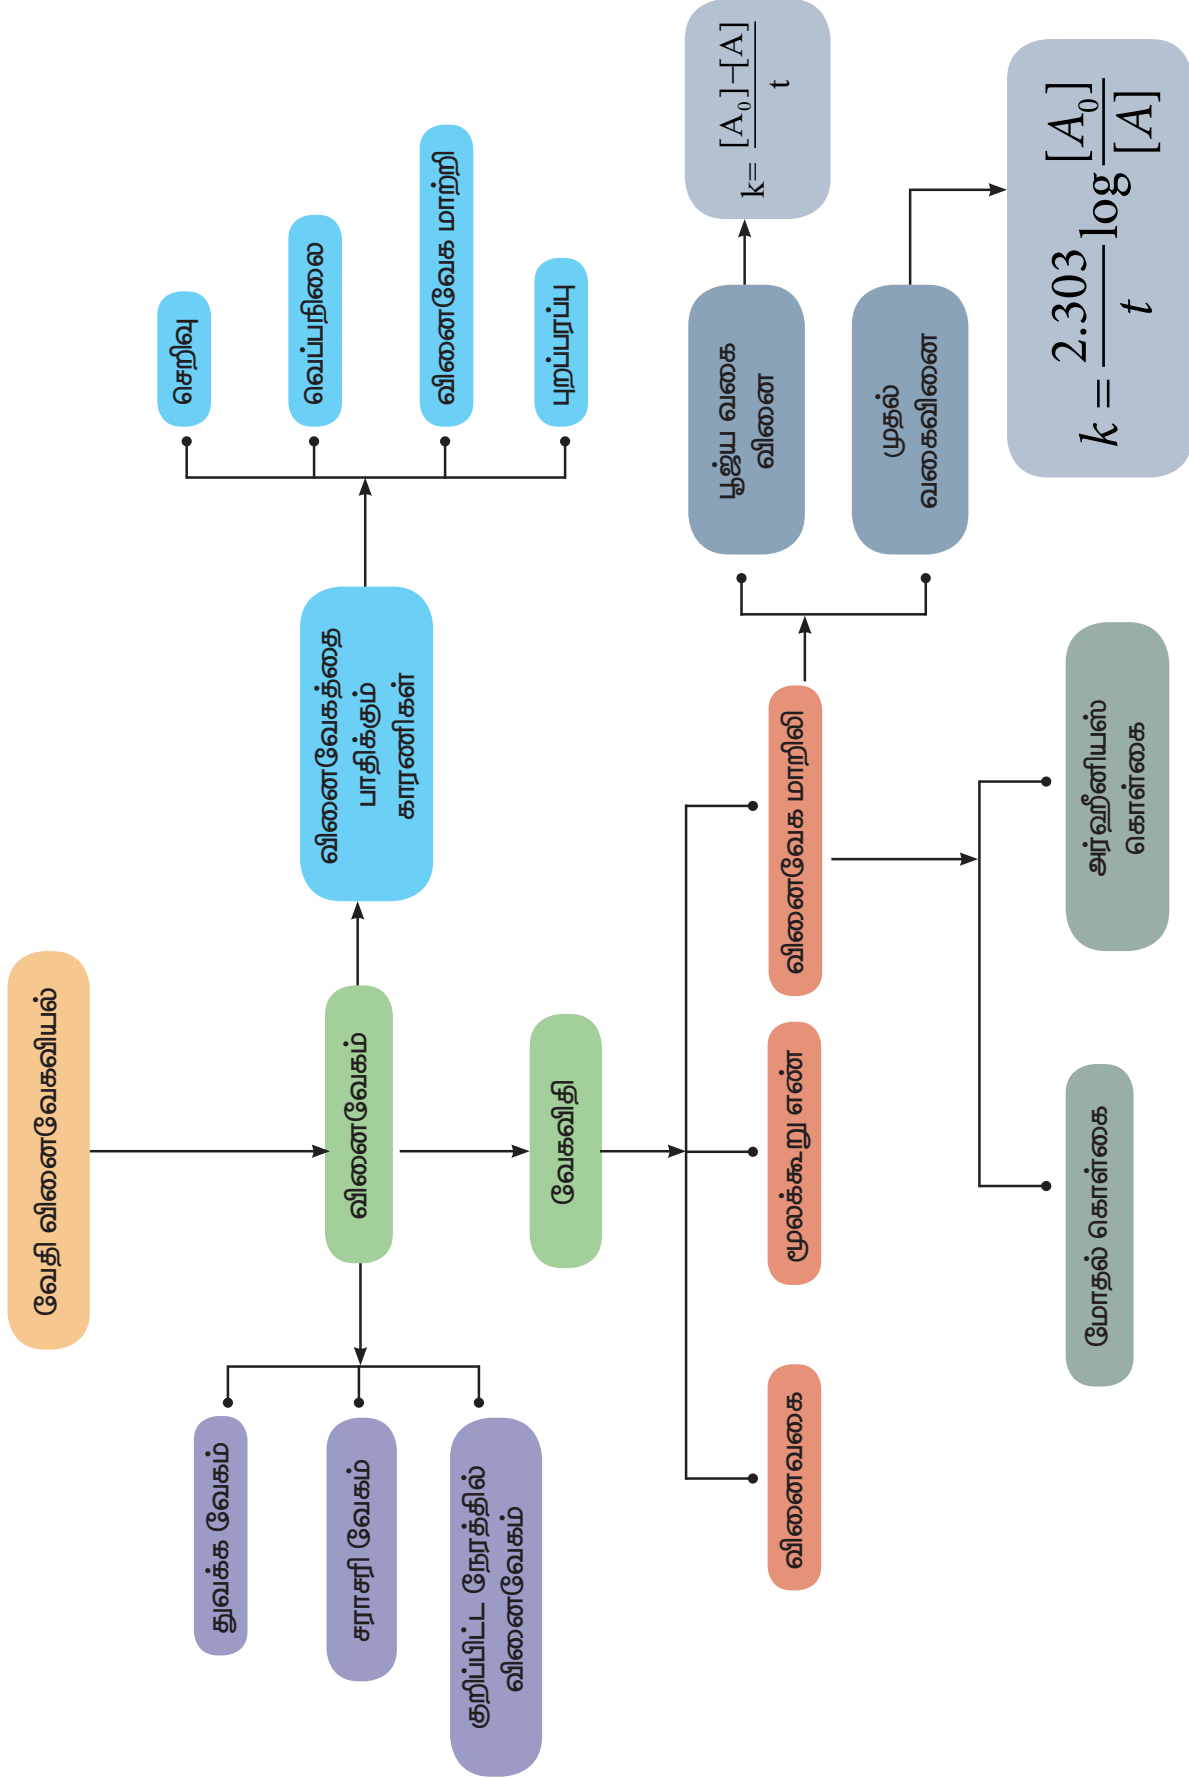 வேதி வினைவேகவியல்
துவக்க வேகம்
சராசரி வேகம்
குறிப்பிட்ட நேரத்தில்
வினைவேகம்
வினைவேகம்
வினைவேகத்தை
பாதிக்கும்
காரணிகள்
செறிவு
வெப்பநிலை
வினைவேக மாற்றி
புறப்பரப்பு
வேகவிதி
வினைவகை
மூலக்கூறு எண்
வினைவேக மாறிலி
பூஜ்ய வகை
வினை
k= [A₀]−[A] / t
முதல்
வகைவினை
k = 2.303 / t log [A₀] / [A]
மோதல் கொள்கை
அர்ஹீனியஸ்
கொள்கை